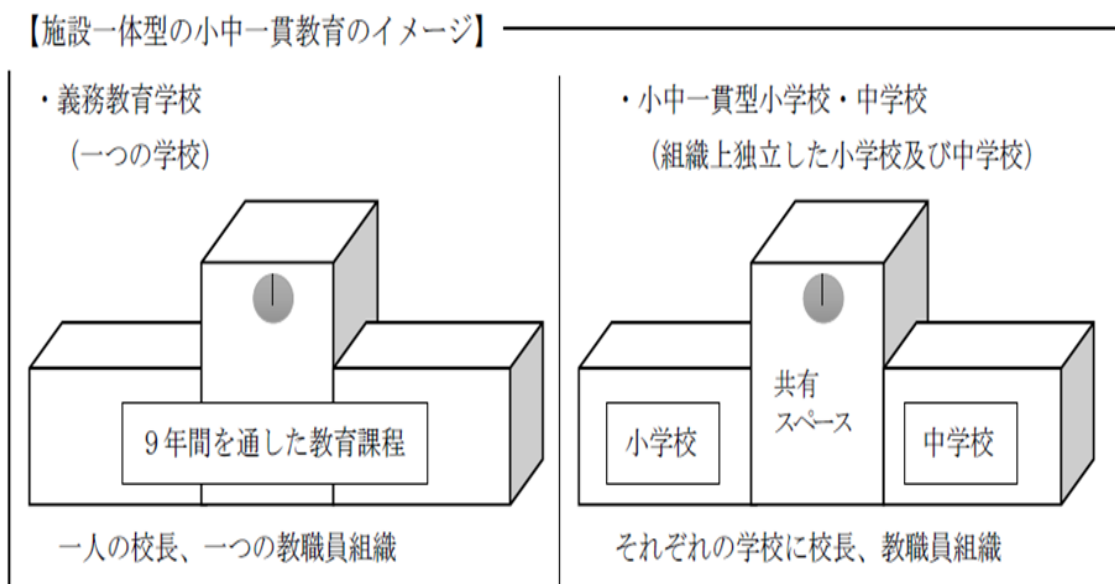 【施設一体型の小中一貫教育のイメージ】
・義務教育学校
(一つの学校)
9年間を通した教育課程
一人の校長、一つの教職員組織
・小中一貫型小学校・中学校
(組織上独立した小学校及び中学校)
共有
スペース
小学校
中学校
それぞれの学校に校長、教職員組織